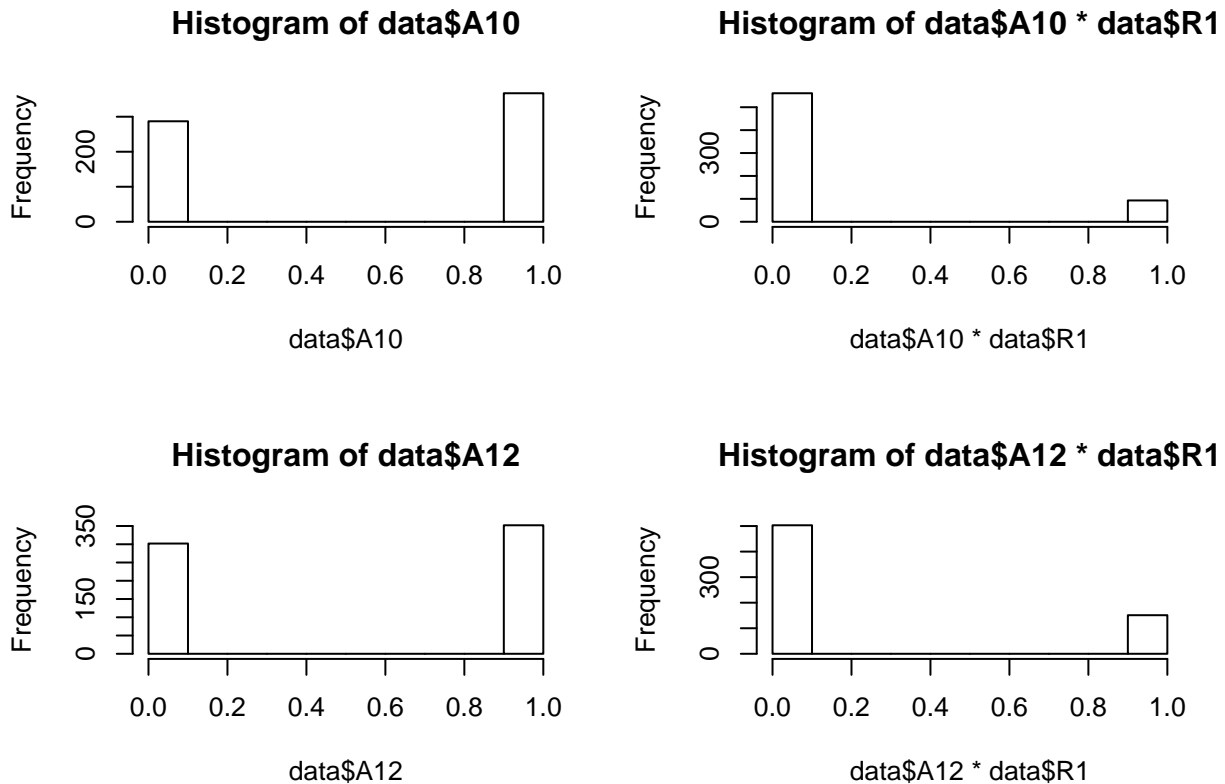 Histogram of data$A10
Frequency
0
200
0.0 0.2 0.4 0.6 0.8 1.0
data$A10
Histogram of data$A10 * data$R1
Frequency
0
300
0.0 0.2 0.4 0.6 0.8 1.0
data$A10 * data$R1
Histogram of data$A12
Frequency
0
150
350
0.0 0.2 0.4 0.6 0.8 1.0
data$A12
Histogram of data$A12 * data$R1
Frequency
0
300
0.0 0.2 0.4 0.6 0.8 1.0
data$A12 * data$R1